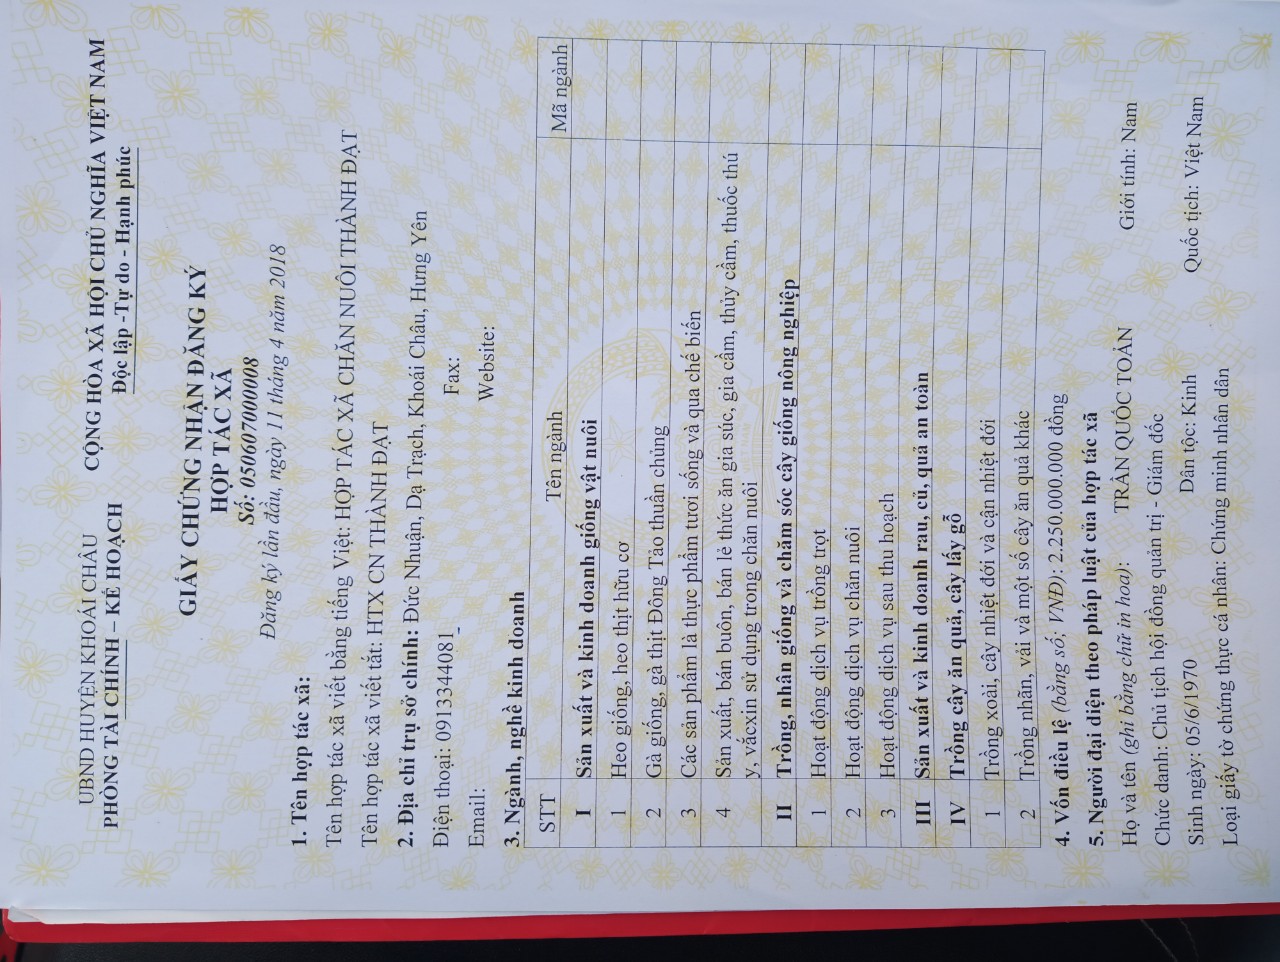 UBND HUYỆN KHOÁI CHÂU
PHÒNG TÀI CHÍNH – KẾ HOẠCH
CỘNG HÒA XÃ HỘI CHỦ NGHĨA VIỆT NAM
Độc lập -Tự do - Hạnh phúc
GIẤY CHỨNG NHẬN ĐĂNG KÝ
HỢP TÁC XÃ
Số: 050607000008
Đăng ký lần đầu, ngày 11 tháng 4 năm 2018
1. Tên hợp tác xã:
Tên hợp tác xã viết bằng tiếng Việt: HỢP TÁC XÃ CHĂN NUÔI THÀNH ĐẠT
Tên hợp tác xã viết tắt: HTX CN THÀNH ĐẠT
2. Địa chỉ trụ sở chính: Đức Nhuận, Dạ Trạch, Khoái Châu, Hưng Yên
Điện thoại: 0913344081 Fax:
Email: Website:
3. Ngành, nghề kinh doanh
STT Tên ngành Mã ngành
I Sản xuất và kinh doanh giống vật nuôi
1 Heo giống, heo thịt hữu cơ
2 Gà giống, gà thịt Đông Tảo thuần chủng
3 Các sản phẩm là thực phẩm tươi sống và qua chế biến
4 Sản xuất, bán buôn, bán lẻ thức ăn gia súc, gia cầm, thủy cầm, thuốc thú
y, vắcxin sử dụng trong chăn nuôi
II Trồng, nhân giống và chăm sóc cây giống nông nghiệp
1 Hoạt động dịch vụ trồng trọt
2 Hoạt động dịch vụ chăn nuôi
3 Hoạt động dịch vụ sau thu hoạch
III Sản xuất và kinh doanh rau, củ, quả an toàn
IV Trồng cây ăn quả, cây lấy gỗ
1 Trồng xoài, cây nhiệt đới và cận nhiệt đới
2 Trồng nhãn, vải và một số cây ăn quả khác
4. Vốn điều lệ (bằng số; VNĐ): 2.250.000.000 đồng
5. Người đại diện theo pháp luật của hợp tác xã
Họ và tên (ghi bằng chữ in hoa): TRẦN QUỐC TOẢN Giới tính: Nam
Chức danh: Chủ tịch hội đồng quản trị - Giám đốc
Sinh ngày: 05/6/1970 Dân tộc: Kinh Quốc tịch: Việt Nam
Loại giấy tờ chứng thực cá nhân: Chứng minh nhân dân